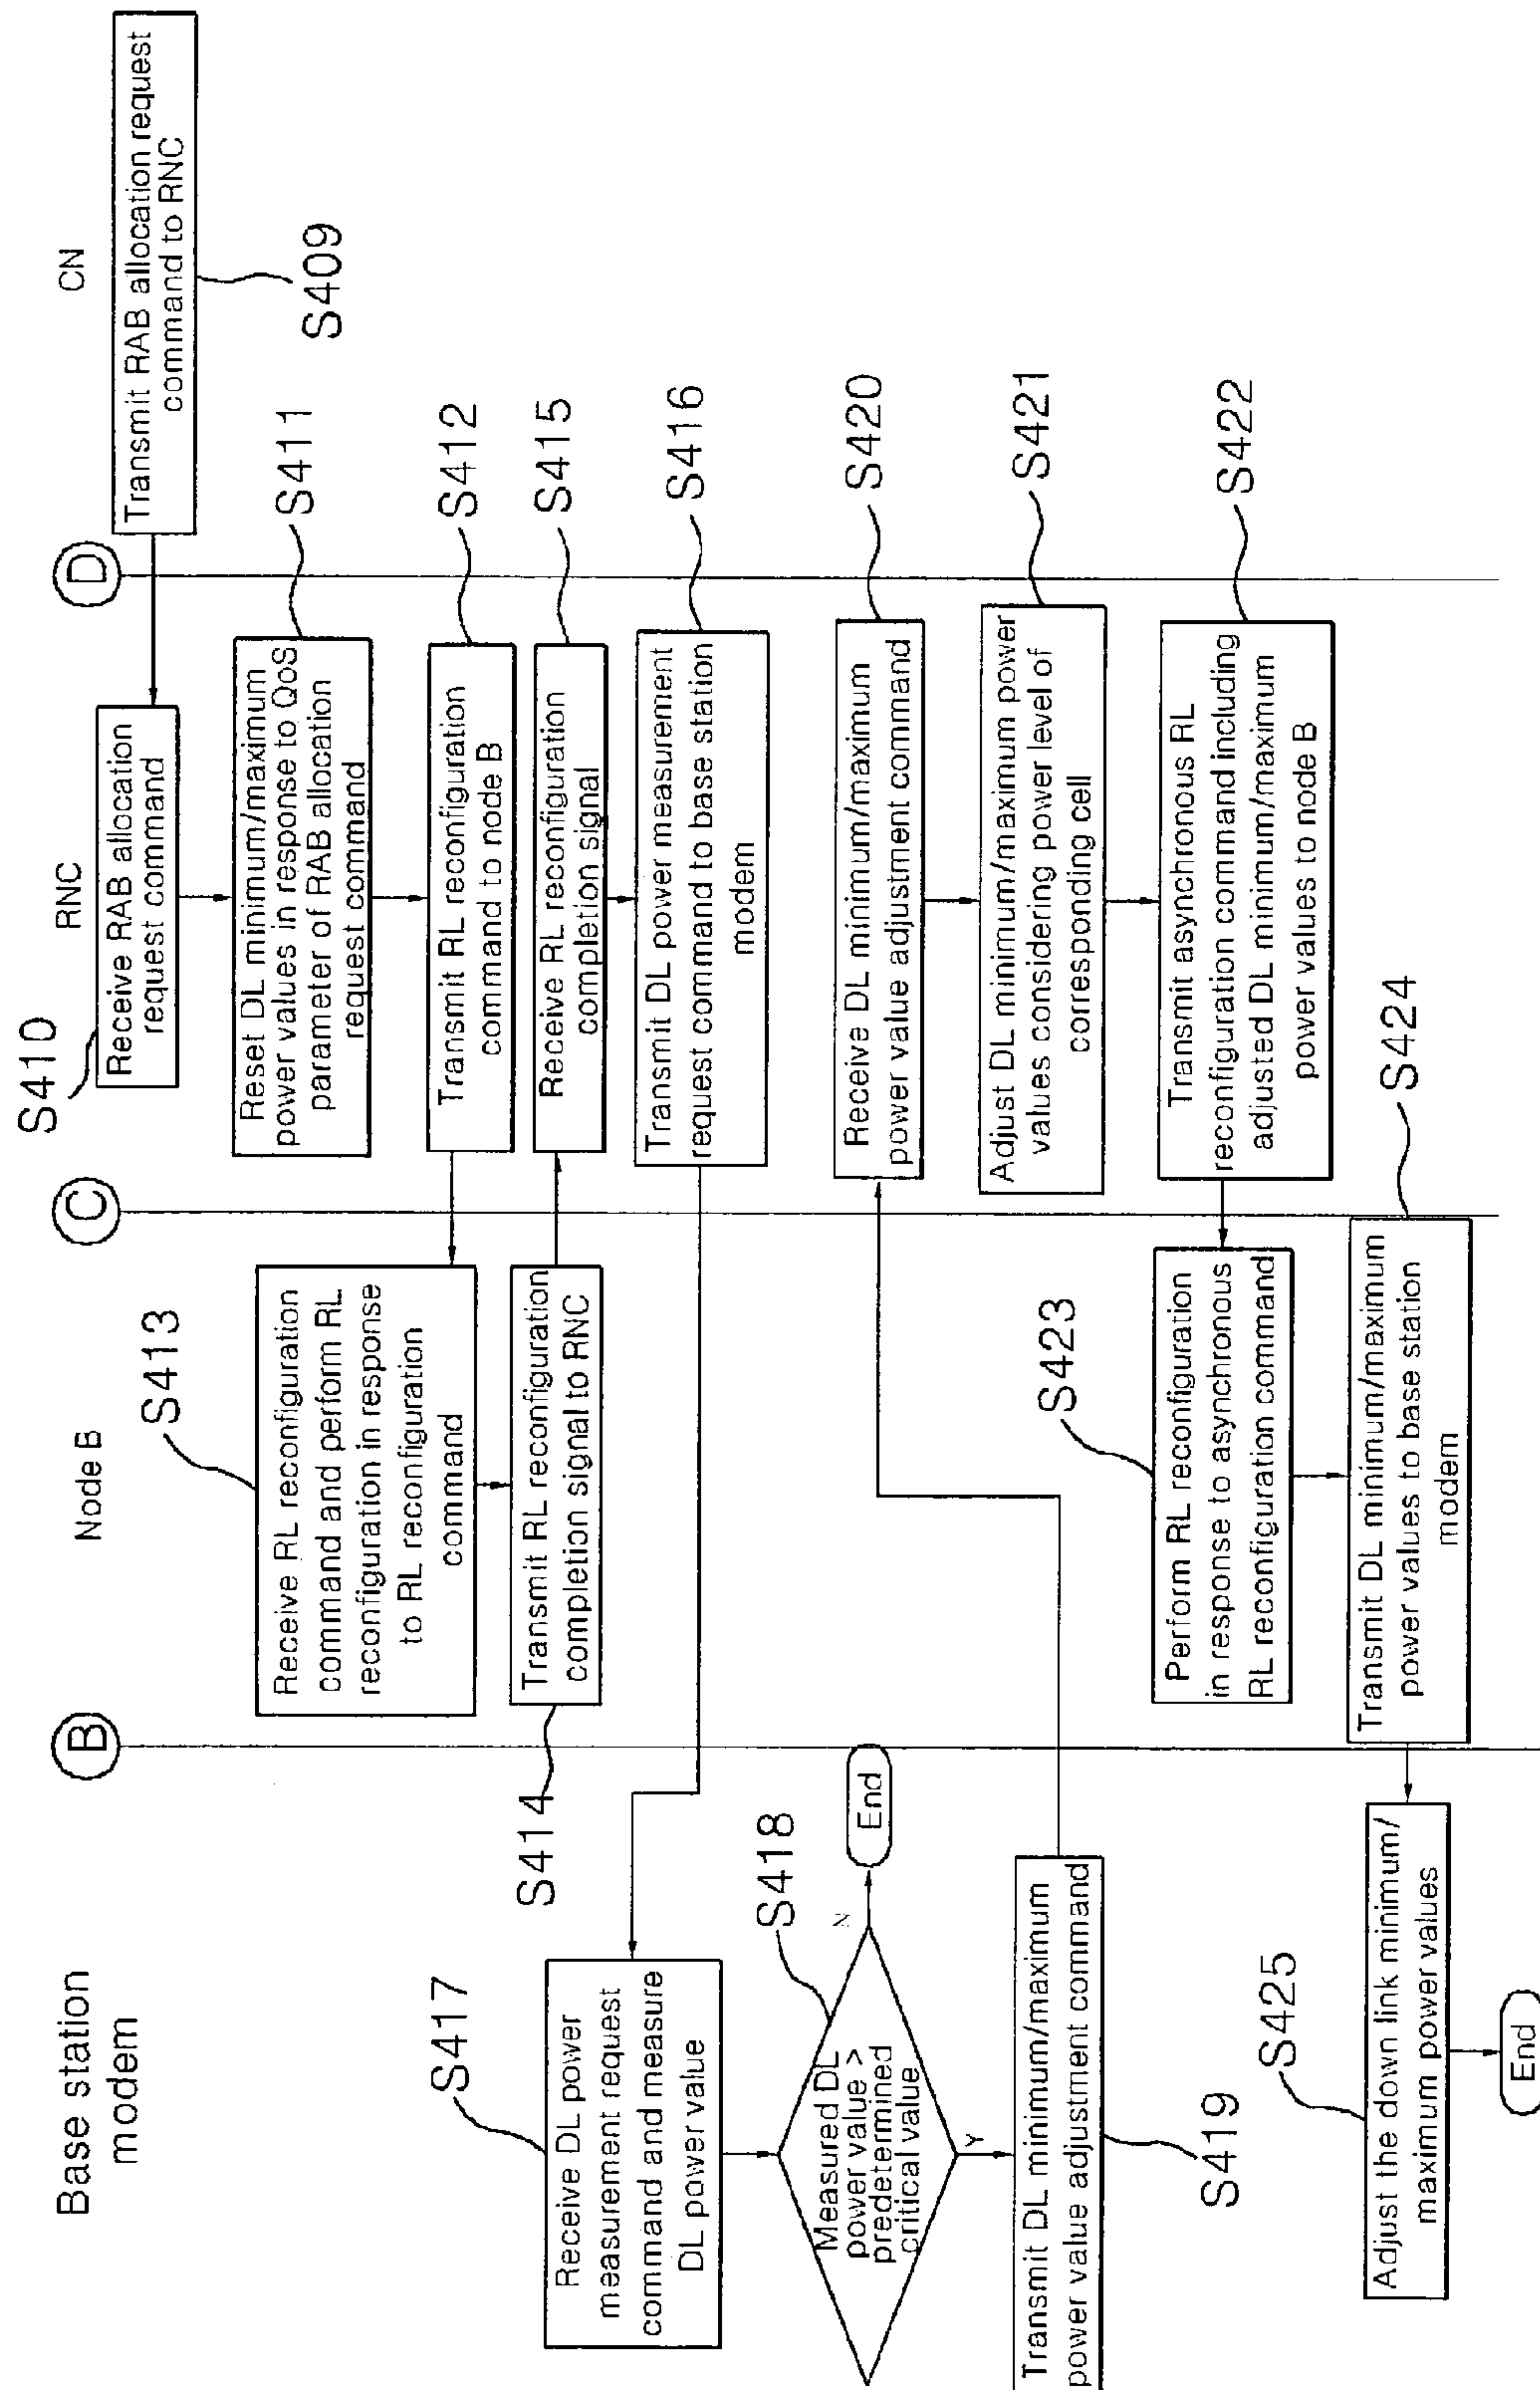 Base station
modem
B
Node B
C
RNC
D
CN
Transmit RAB allocation request
command to RNC
S409
S410
Receive RAB allocation
request command
Reset DL minimum/maximum
power values in response to QoS
parameter of RAB allocation
request command
S411
Transmit RL reconfiguration
command to node B
S412
S413
Receive RL reconfiguration
command and perform RL
reconfiguration in response
to RL reconfiguration
command
S414
Transmit RL reconfiguration
completion signal to RNC
Receive RL reconfiguration
completion signal
S415
Transmit DL power measurement
request command to base station
modem
S416
S417
Receive DL power
measurement request
command and measure
DL power value
S418
Measured DL
power value >
predetermined
critical value
N
End
Y
Transmit DL minimum/maximum
power value adjustment command
S419
Receive DL minimum/maximum
power value adjustment command
S420
Adjust DL minimum/maximum power
values considering power level of
corresponding cell
S421
Transmit asynchronous RL
reconfiguration command including
adjusted DL minimum/maximum
power values to node B
S422
S423
Perform RL reconfiguration
in response to asynchronous
RL reconfiguration command
S424
Transmit DL minimum/maximum
power values to base station
modem
S425
Adjust the down link minimum/
maximum power values
End